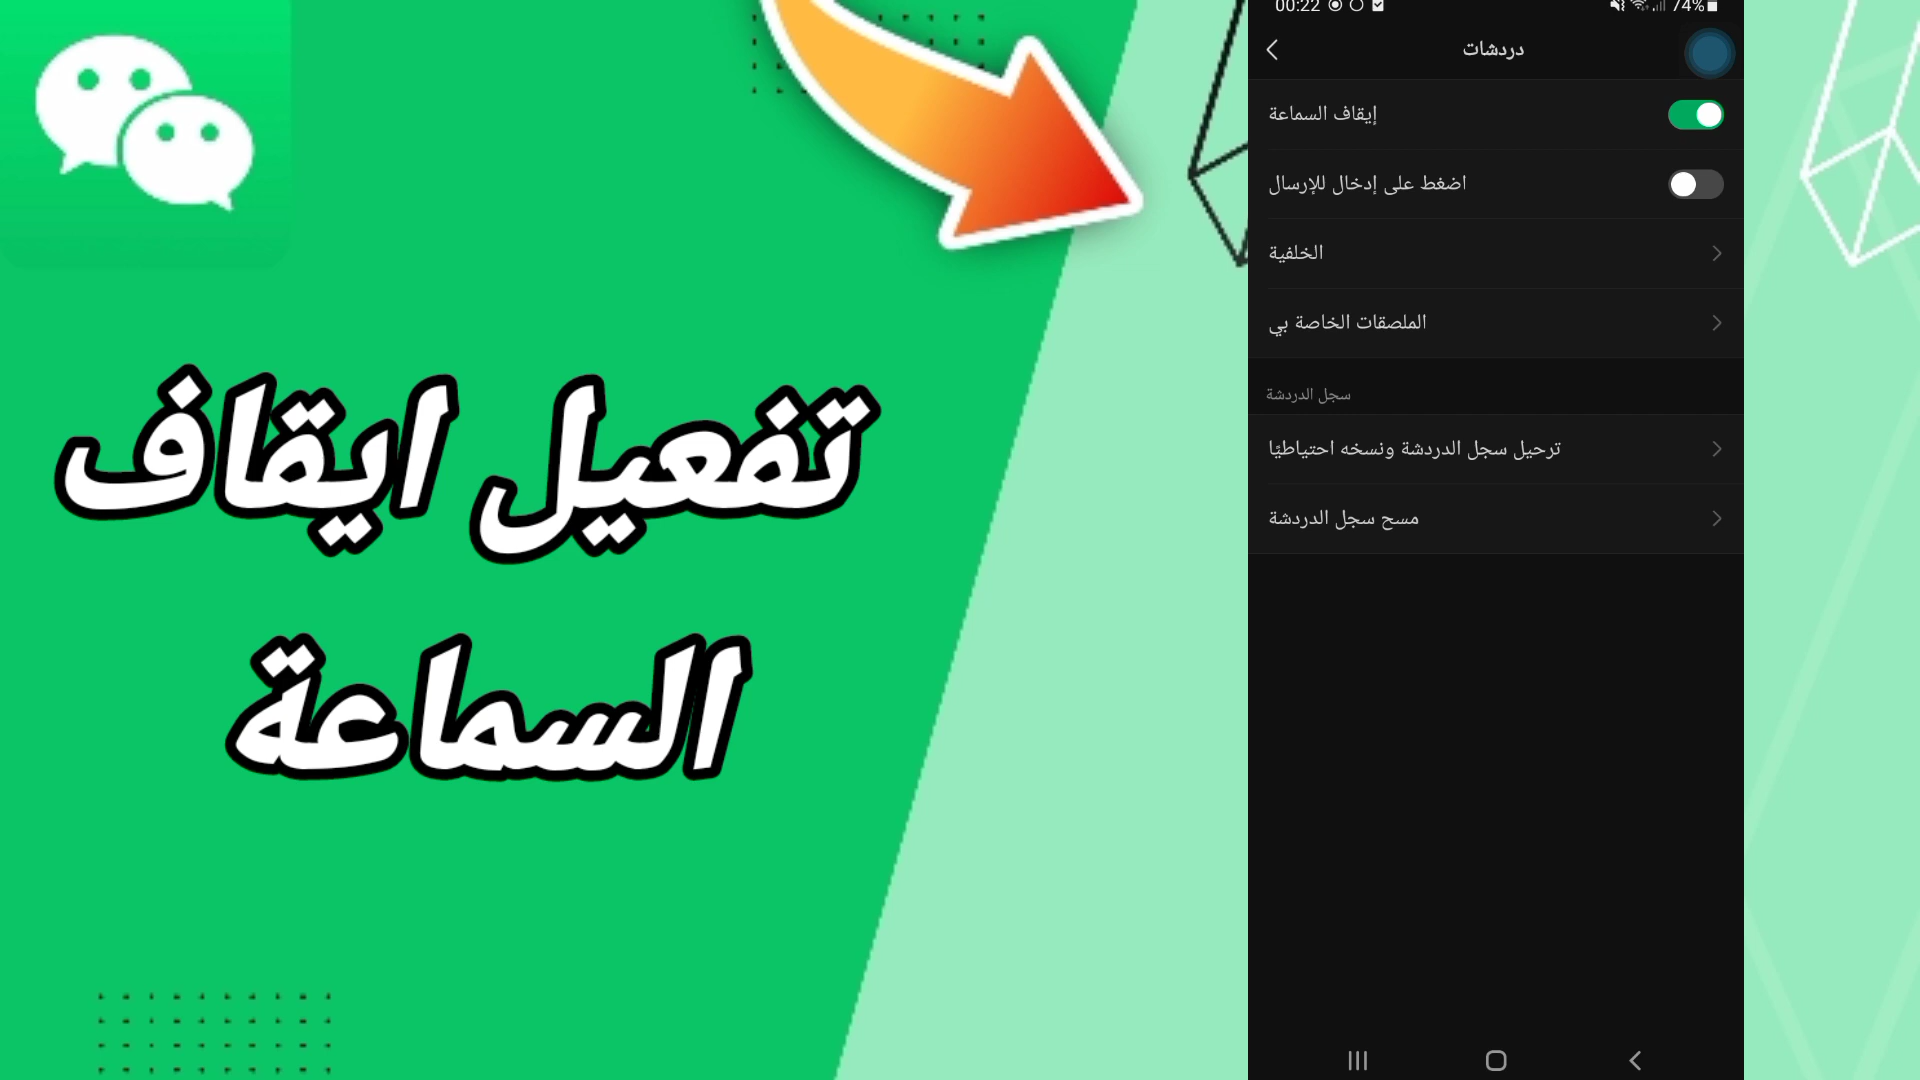 تفعيل ايقاف
السماعة
00:22
74%
دردشات
إيقاف السماعة
اضغط على إدخال للإرسال
الخلفية
الملصقات الخاصة بي
سجل الدردشة
ترحيل سجل الدردشة ونسخه احتياطيًا
مسح سجل الدردشة